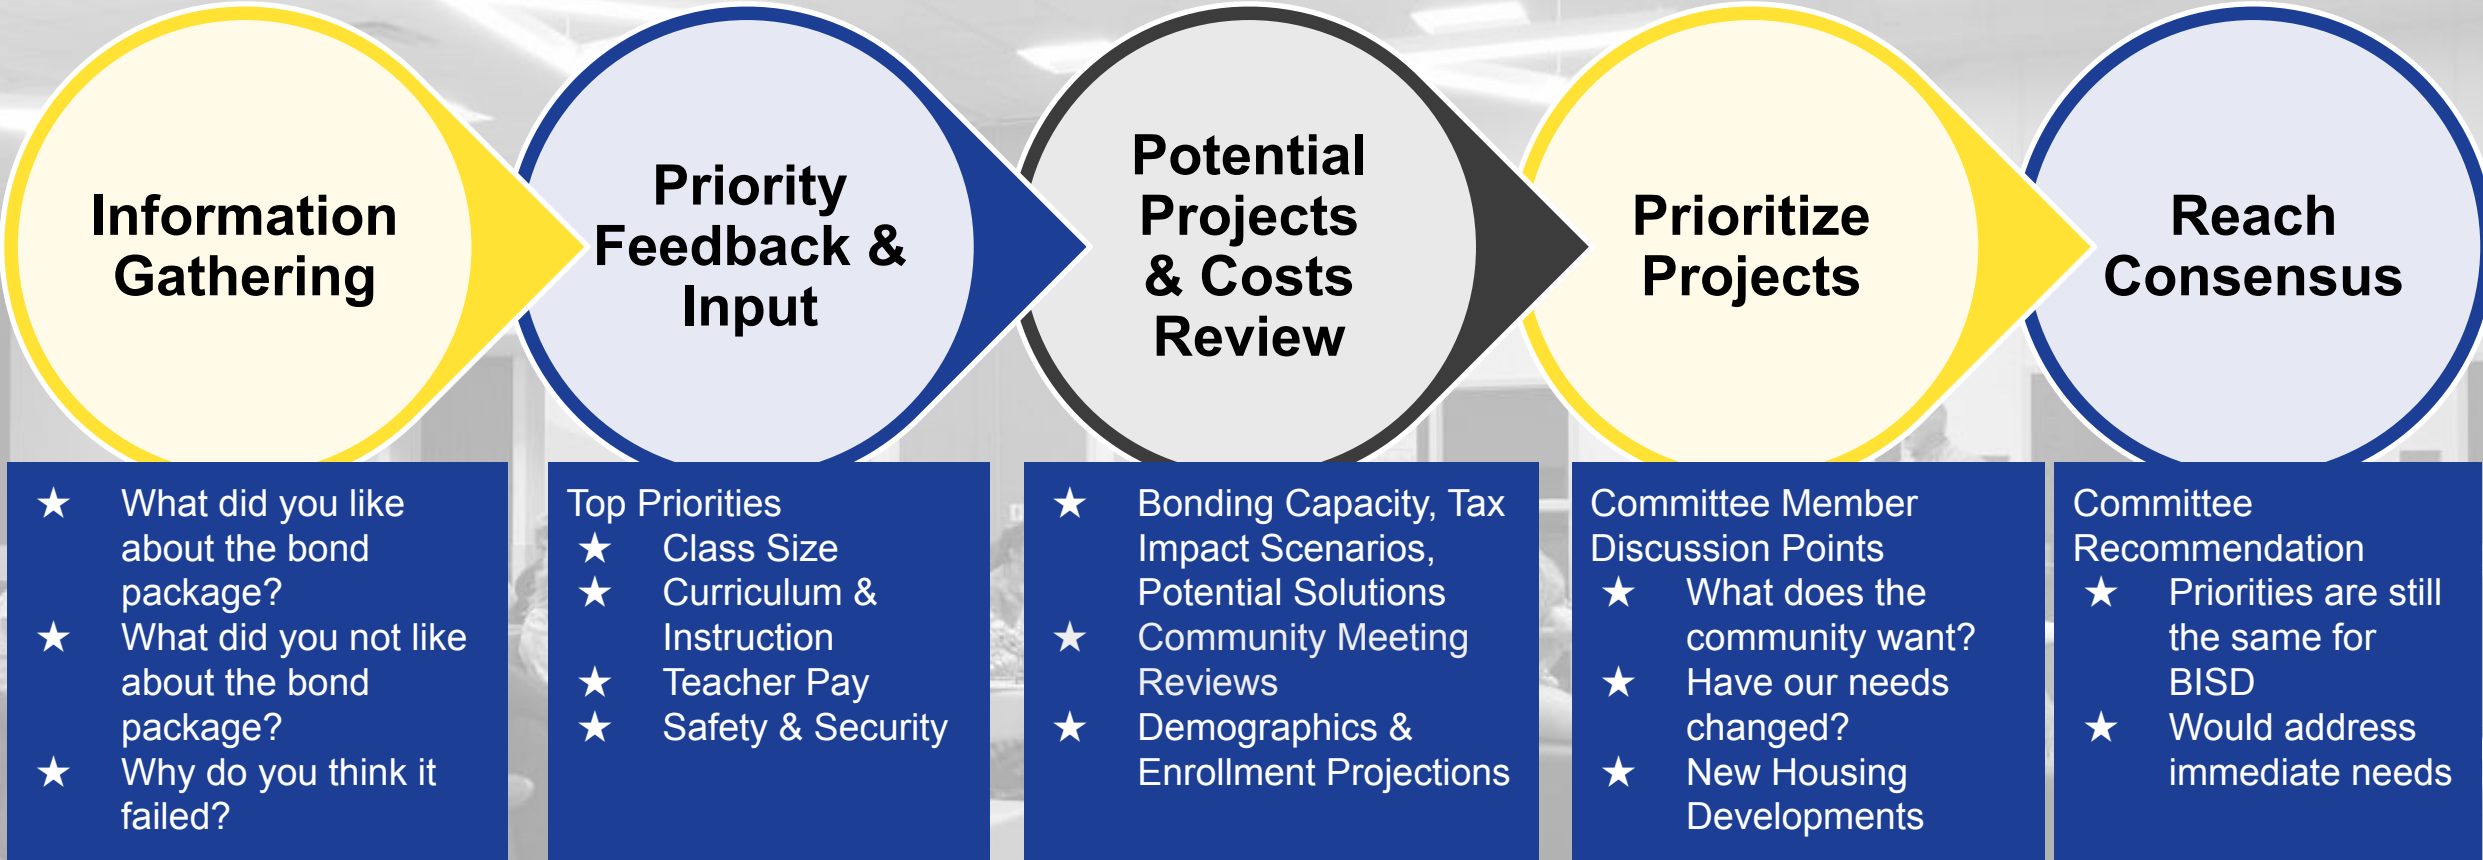 Information
Gathering
Priority
Feedback &
Input
Potential
Projects
& Costs
Review
Prioritize
Projects
Reach
Consensus
★ What did you like
about the bond
package?
★ What did you not like
about the bond
package?
★ Why do you think it
failed?
Top Priorities
★ Class Size
★ Curriculum &
Instruction
★ Teacher Pay
★ Safety & Security
★ Bonding Capacity, Tax
Impact Scenarios,
Potential Solutions
★ Community Meeting
Reviews
★ Demographics &
Enrollment Projections
Committee Member
Discussion Points
★ What does the
community want?
★ Have our needs
changed?
★ New Housing
Developments
Committee
Recommendation
★ Priorities are still
the same for
BISD
★ Would address
immediate needs